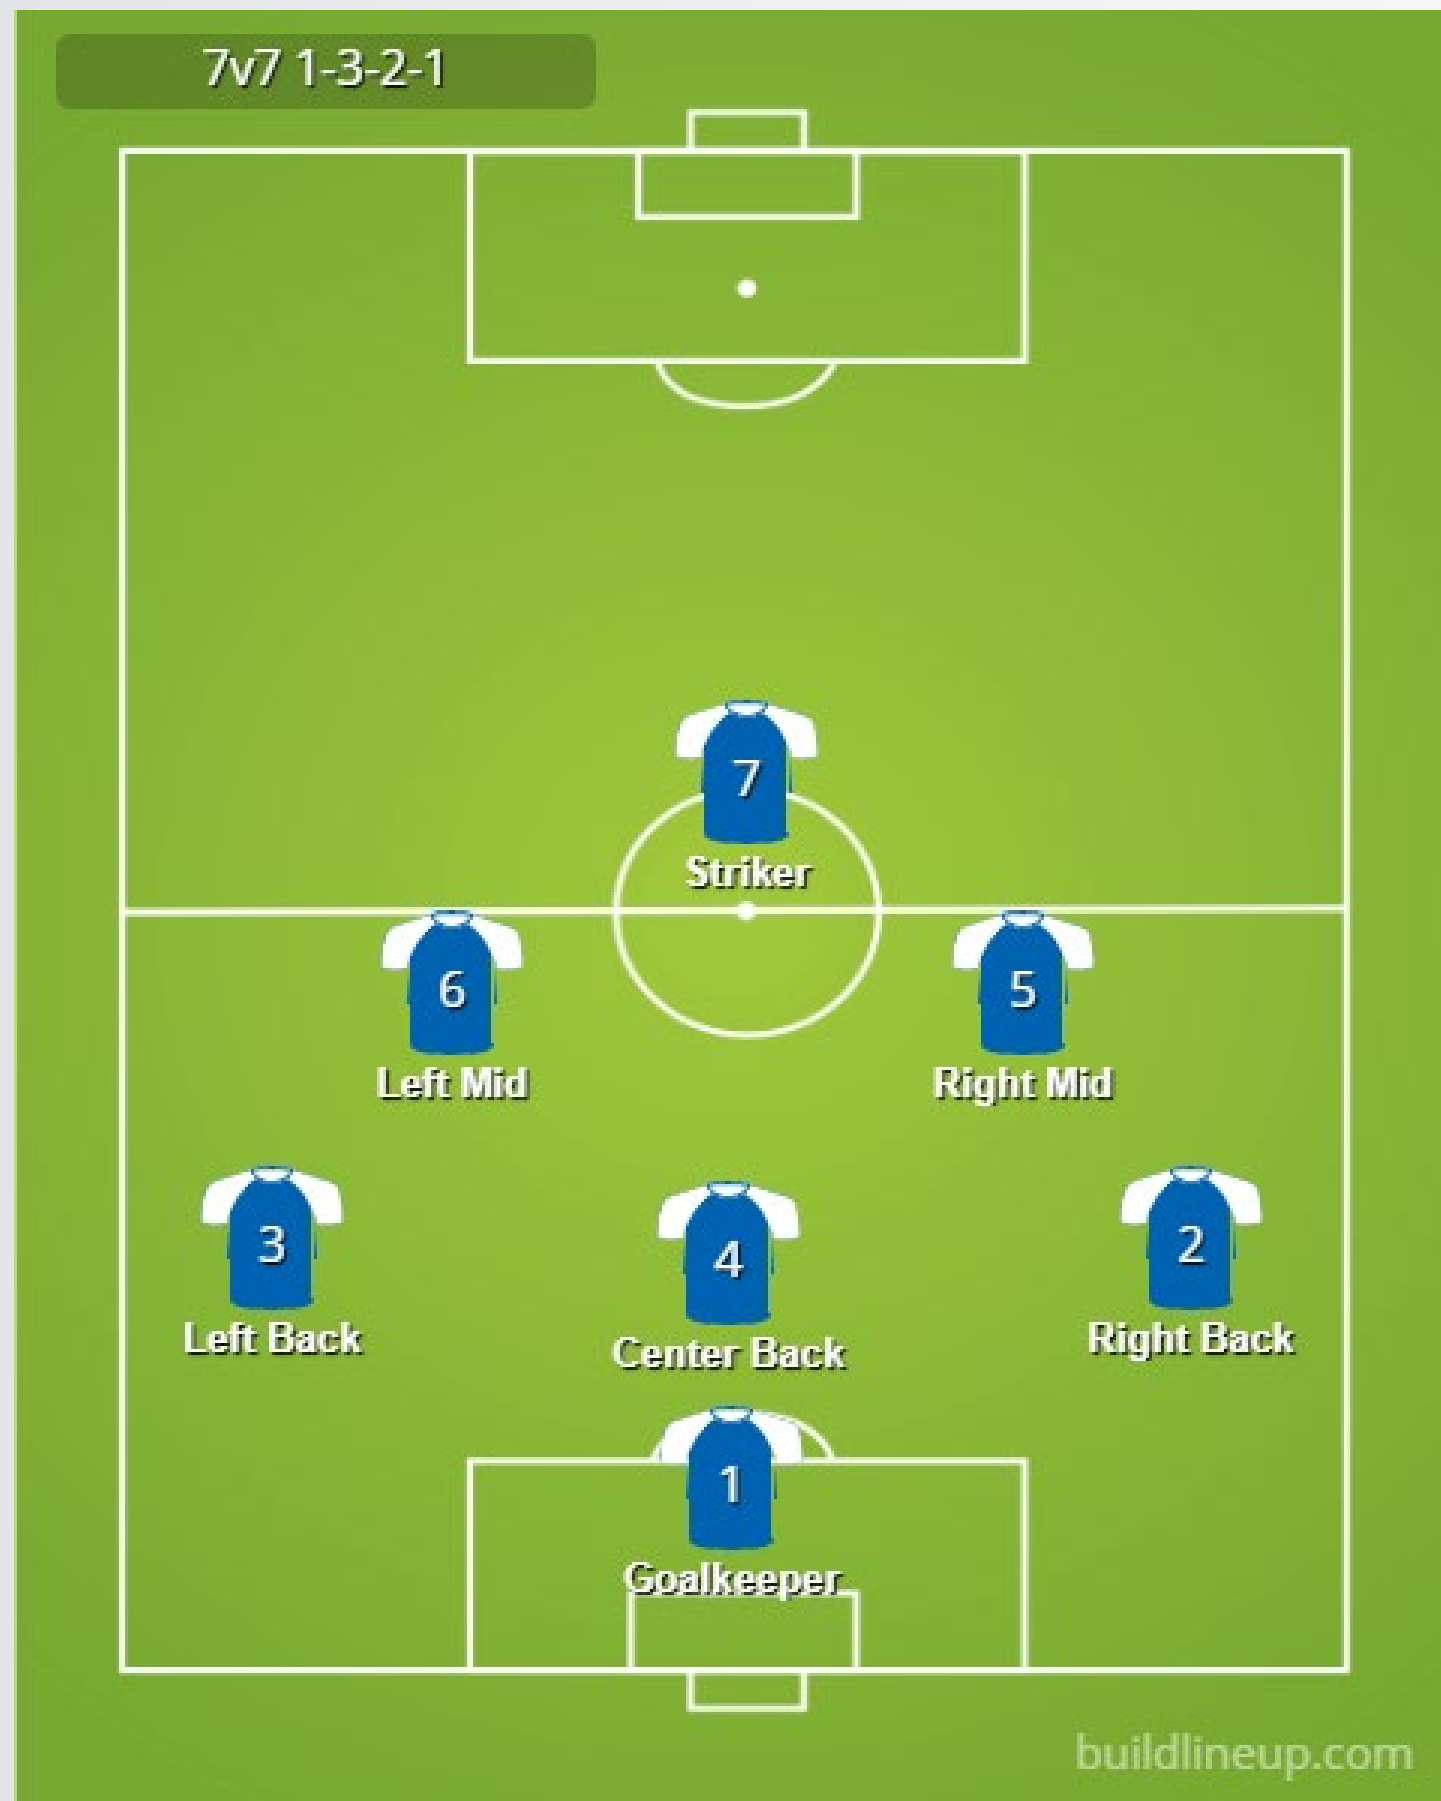 7v7 1-3-2-1
7
Striker
6
5
Left Mid
Right Mid
3
4
2
Left Back
Center Back
Right Back
1
Goalkeeper
buildlineup.com